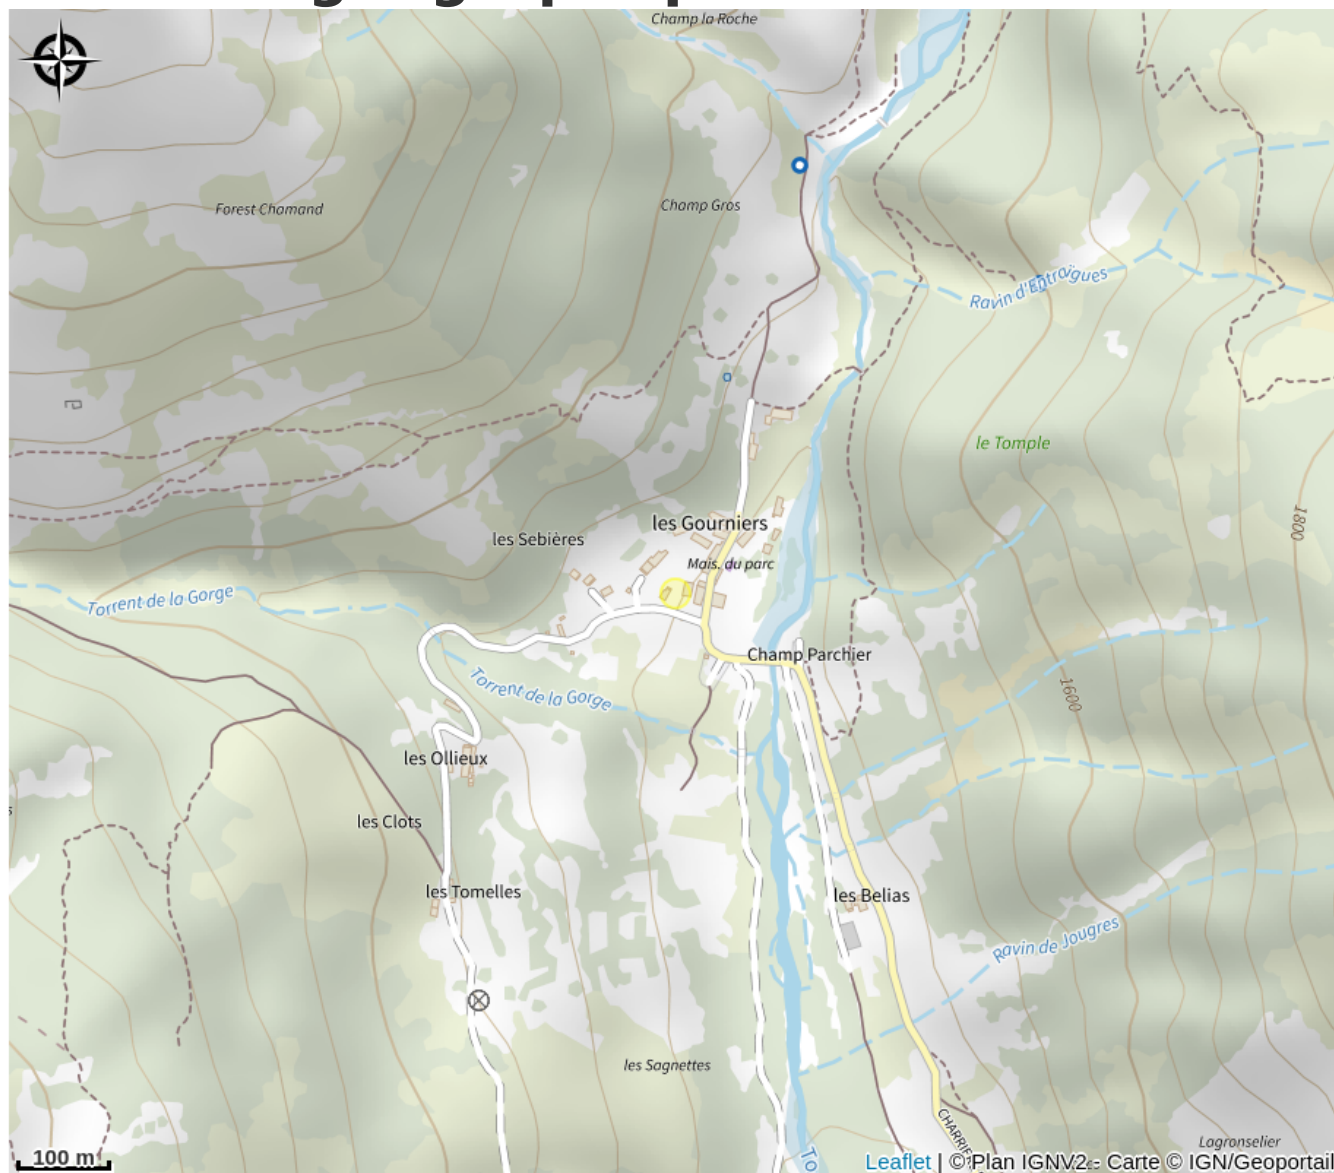 Champ la Roche
Forest Chamand
Champ Gros
Ravin d'Entraïgues
le Tomple
1800
les Gourniers
les Sebières
Mais. du parc
Torrent de la Gorge
Champ Parchier
Torrent de la Gorge
1600
les Ollieux
les Clots
les Tomelles
les Belias
Ravin de Jougres
les Sagnettes
Lagronselier
100 m
Leaflet | © Plan IGNV2 - Carte © IGN/Geoportail